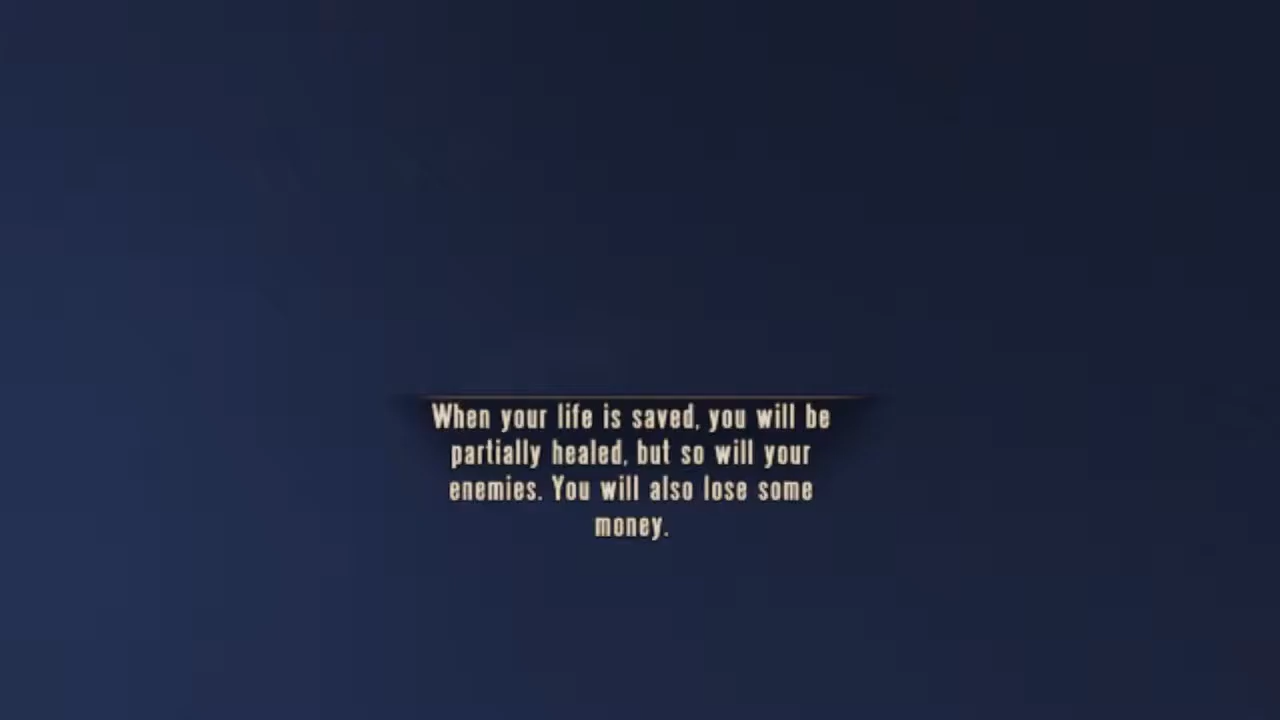 When your life is saved, you will be
partially healed, but so will your
enemies. You will also lose some
money.